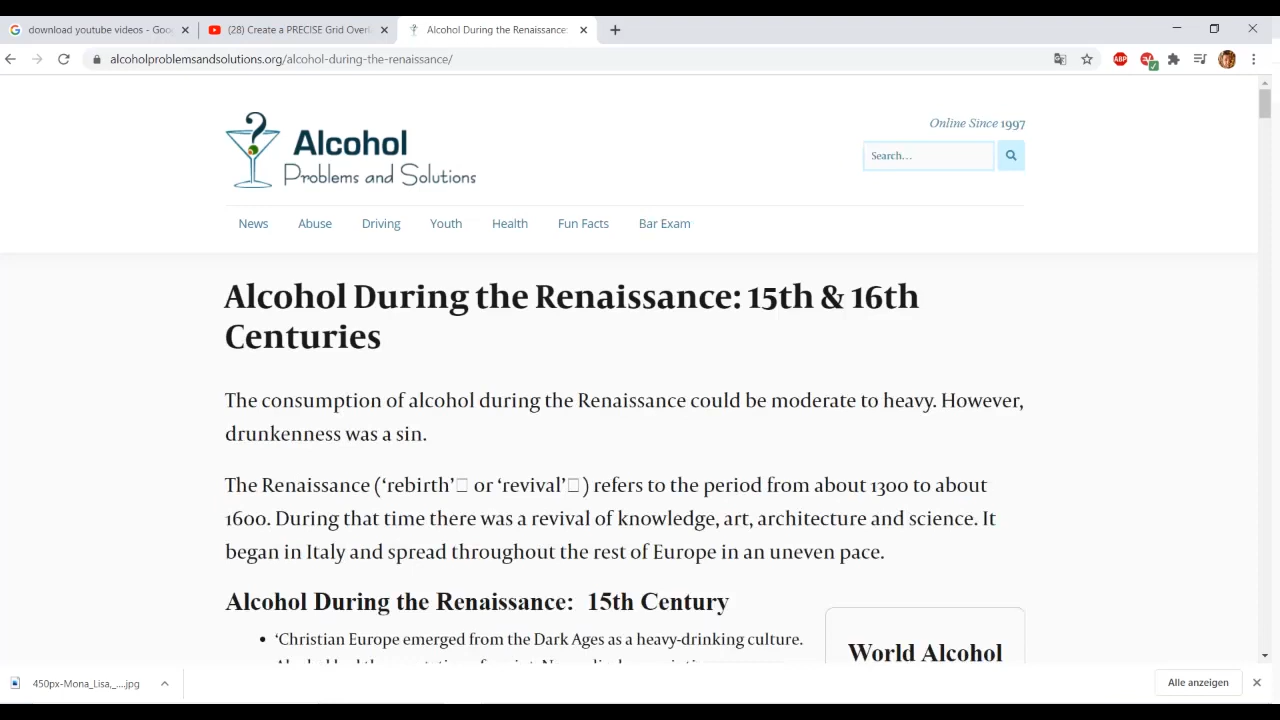 download youtube videos - Goo
(28) Create a PRECISE Grid Overl
Alcohol During the Renaissance:
alcoholproblemsandsolutions.org/alcohol-during-the-renaissance/
ABP
Online Since 1997
Alcohol
Problems and Solutions
Search...
News Abuse Driving Youth Health Fun Facts Bar Exam
Alcohol During the Renaissance: 15th & 16th
Centuries
The consumption of alcohol during the Renaissance could be moderate to heavy. However,
drunkenness was a sin.
The Renaissance (‘rebirth’□ or ‘revival’□) refers to the period from about 1300 to about
1600. During that time there was a revival of knowledge, art, architecture and science. It
began in Italy and spread throughout the rest of Europe in an uneven pace.
Alcohol During the Renaissance: 15th Century
• ‘Christian Europe emerged from the Dark Ages as a heavy-drinking culture.
World Alcohol
450px-Mona_Lisa,_....jpg
Alle anzeigen